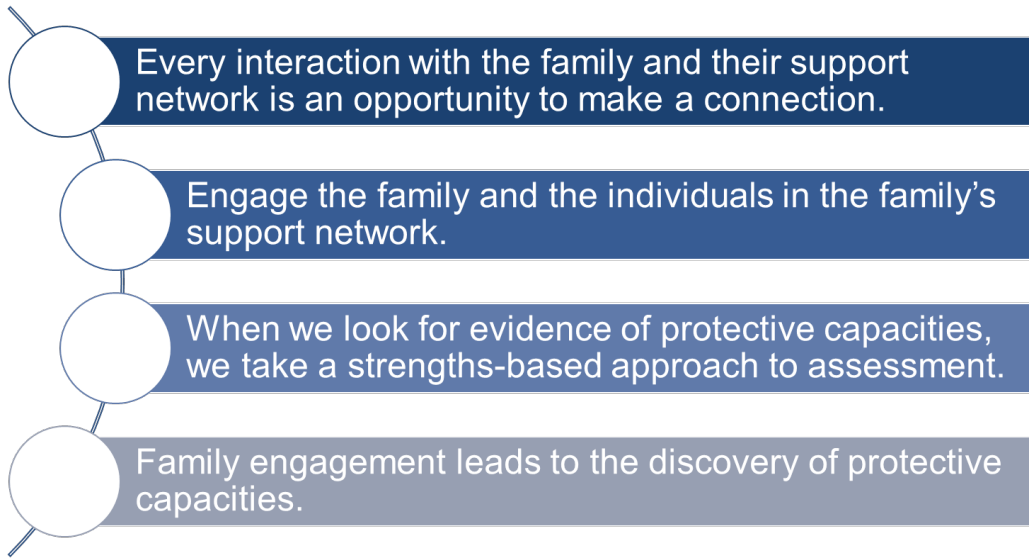 Every interaction with the family and their support
network is an opportunity to make a connection.
Engage the family and the individuals in the family’s
support network.
When we look for evidence of protective capacities,
we take a strengths-based approach to assessment.
Family engagement leads to the discovery of protective
capacities.